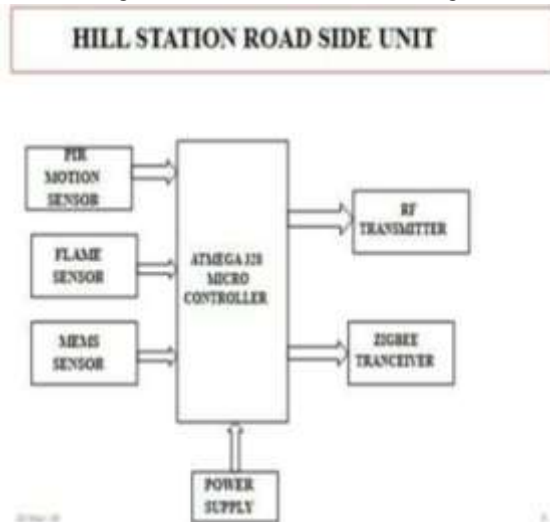 HILL STATION ROAD SIDE UNIT
PIR
MOTION
SENSOR
FLAME
SENSOR
MEMS
SENSOR
ATMEGA 328
MICRO
CONTROLLER
RF
TRANSMITTER
ZIGBEE
TRANCEIVER
POWER
SUPPLY